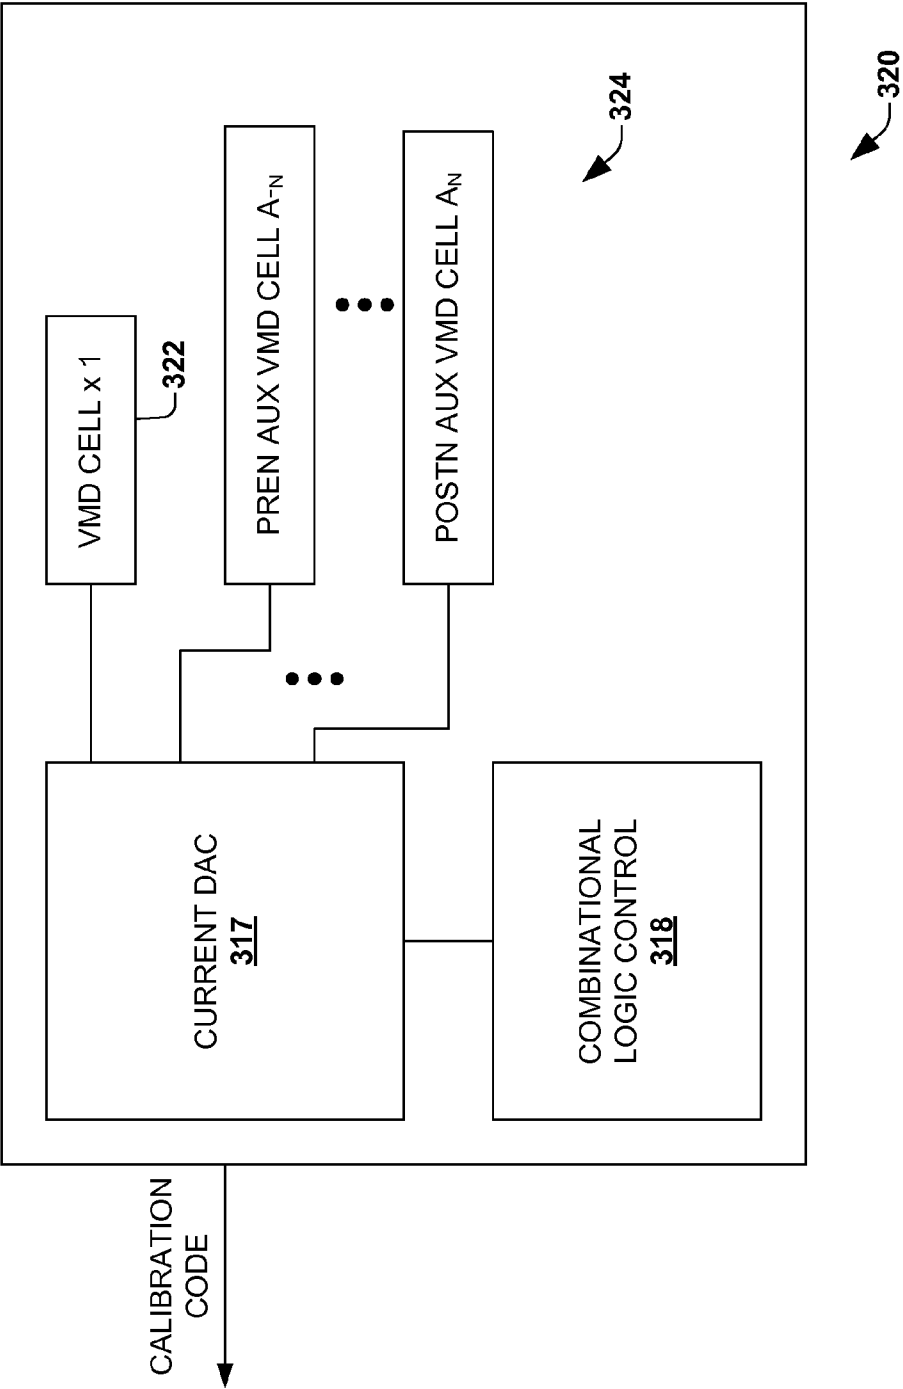 320
324
VMD CELL x 1
322
PREN AUX VMD CELL A-N
POSTN AUX VMD CELL AN
CURRENT DAC
317
COMBINATIONAL
LOGIC CONTROL
318
CALIBRATION
CODE